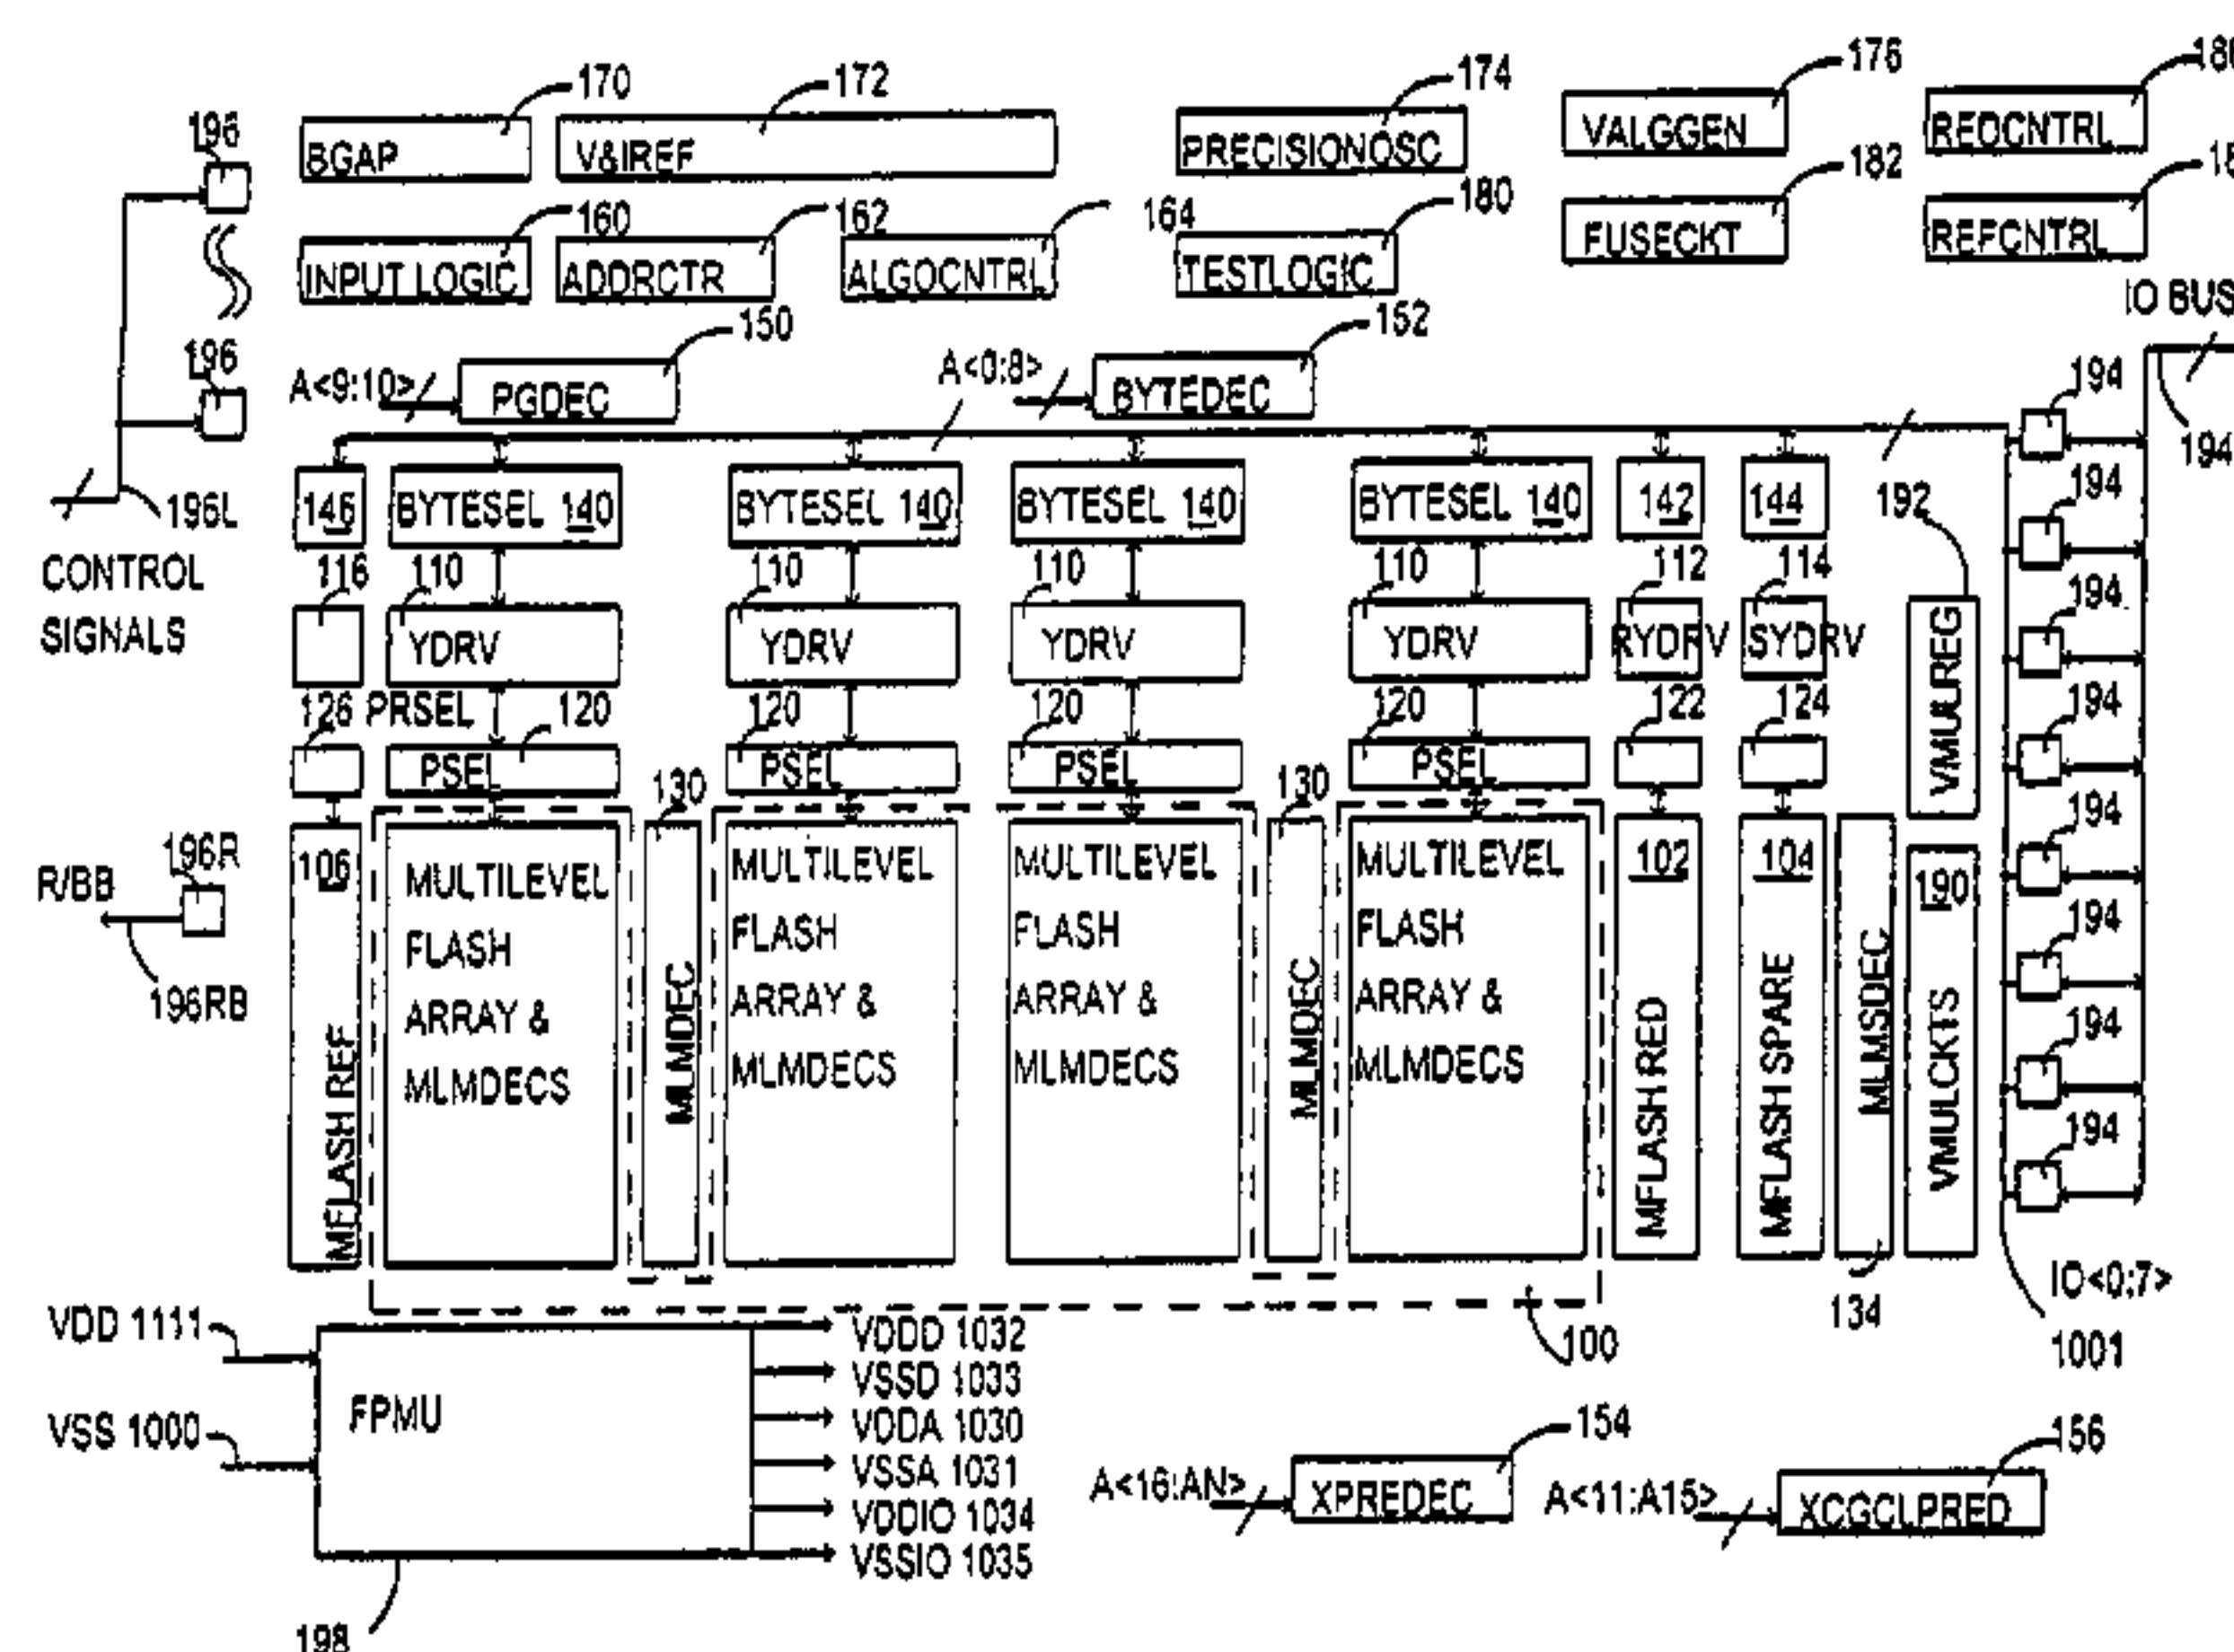 170 172 174 176 18
196 BGAP V&IREF PRECISIONOSC VALGGEN REDCNTRL
160 162 164 180 182 18
INPUT LOGIC ADDRCTR ALGOCNTRL TESTLOGIC FUSECKT REFCNTRL
IO BUS
150 152
196 A<9:10> PGDEC A<0:8> BYTEDEC 194
194
196L 146 BYTESEL 140 BYTESEL 140 BYTESEL 140 BYTESEL 140 142 144 192 194
CONTROL
SIGNALS
116 110 110 110 110 112 114 194
YDRV YDRV YDRV YDRV RYDRV SYDRV VMULREG
126 PRSEL 120 120 120 120 122 124 194
PSEL PSEL PSEL PSEL
130 130 194
R/BB 196R
196RB
106 MFLASH REF
MULTILEVEL
FLASH
ARRAY &
MLMDECS
MLMDEC
MULTILEVEL
FLASH
ARRAY &
MLMDECS
MULTILEVEL
FLASH
ARRAY &
MLMDECS
MLMDEC
MULTILEVEL
FLASH
ARRAY &
MLMDECS
102 MFLASH RED
104 MFLASH SPARE
MLMSDEC
190 VMULCKTS
194
194
194
IO<0:7>
134
100
1001
VDD 1111
VSS 1000
FPMU
198
VDDD 1032
VSSD 1033
VDDA 1030
VSSA 1031
VDDIO 1034
VSSIO 1035
154
A<16:AN> XPREDEC
156
A<11:A15> XCGCLPRED